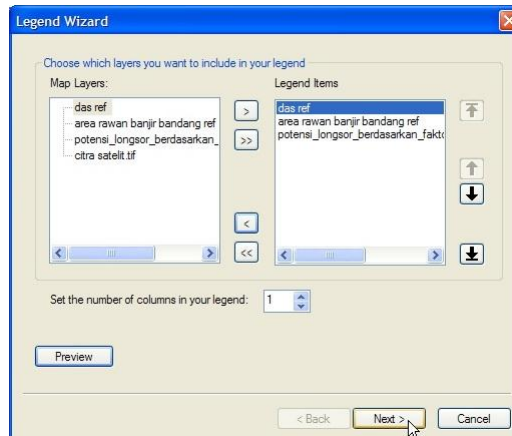 Legend Wizard
Choose which layers you want to include in your legend
Map Layers:
Legend Items
das ref
area rawan banjir bandang ref
potensi_longsor_berdasarkan_
citra satelit.tif
>
>>
<
<<
das ref
area rawan banjir bandang ref
potensi_longsor_berdasarkan_fakto
Set the number of columns in your legend: 1
Preview
< Back Next > Cancel